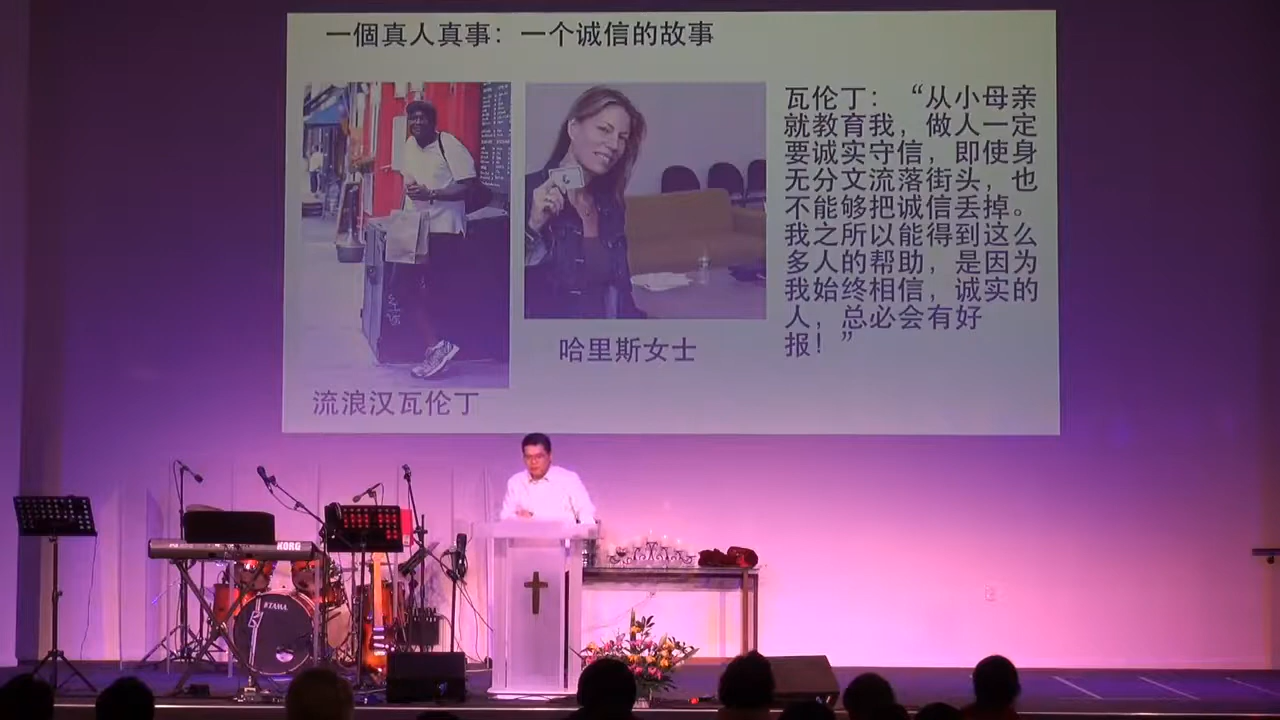 一個真人真事：一个诚信的故事
瓦伦丁：“从小母亲
就教育我，做人一定
要诚实守信，即使身
无分文流落街头，也
不能够把诚信丢掉。
我之所以能得到这么
多人的帮助，是因为
我始终相信，诚实的
人，总必会有好
报！”
哈里斯女士
流浪汉瓦伦丁
KORG
TAMA